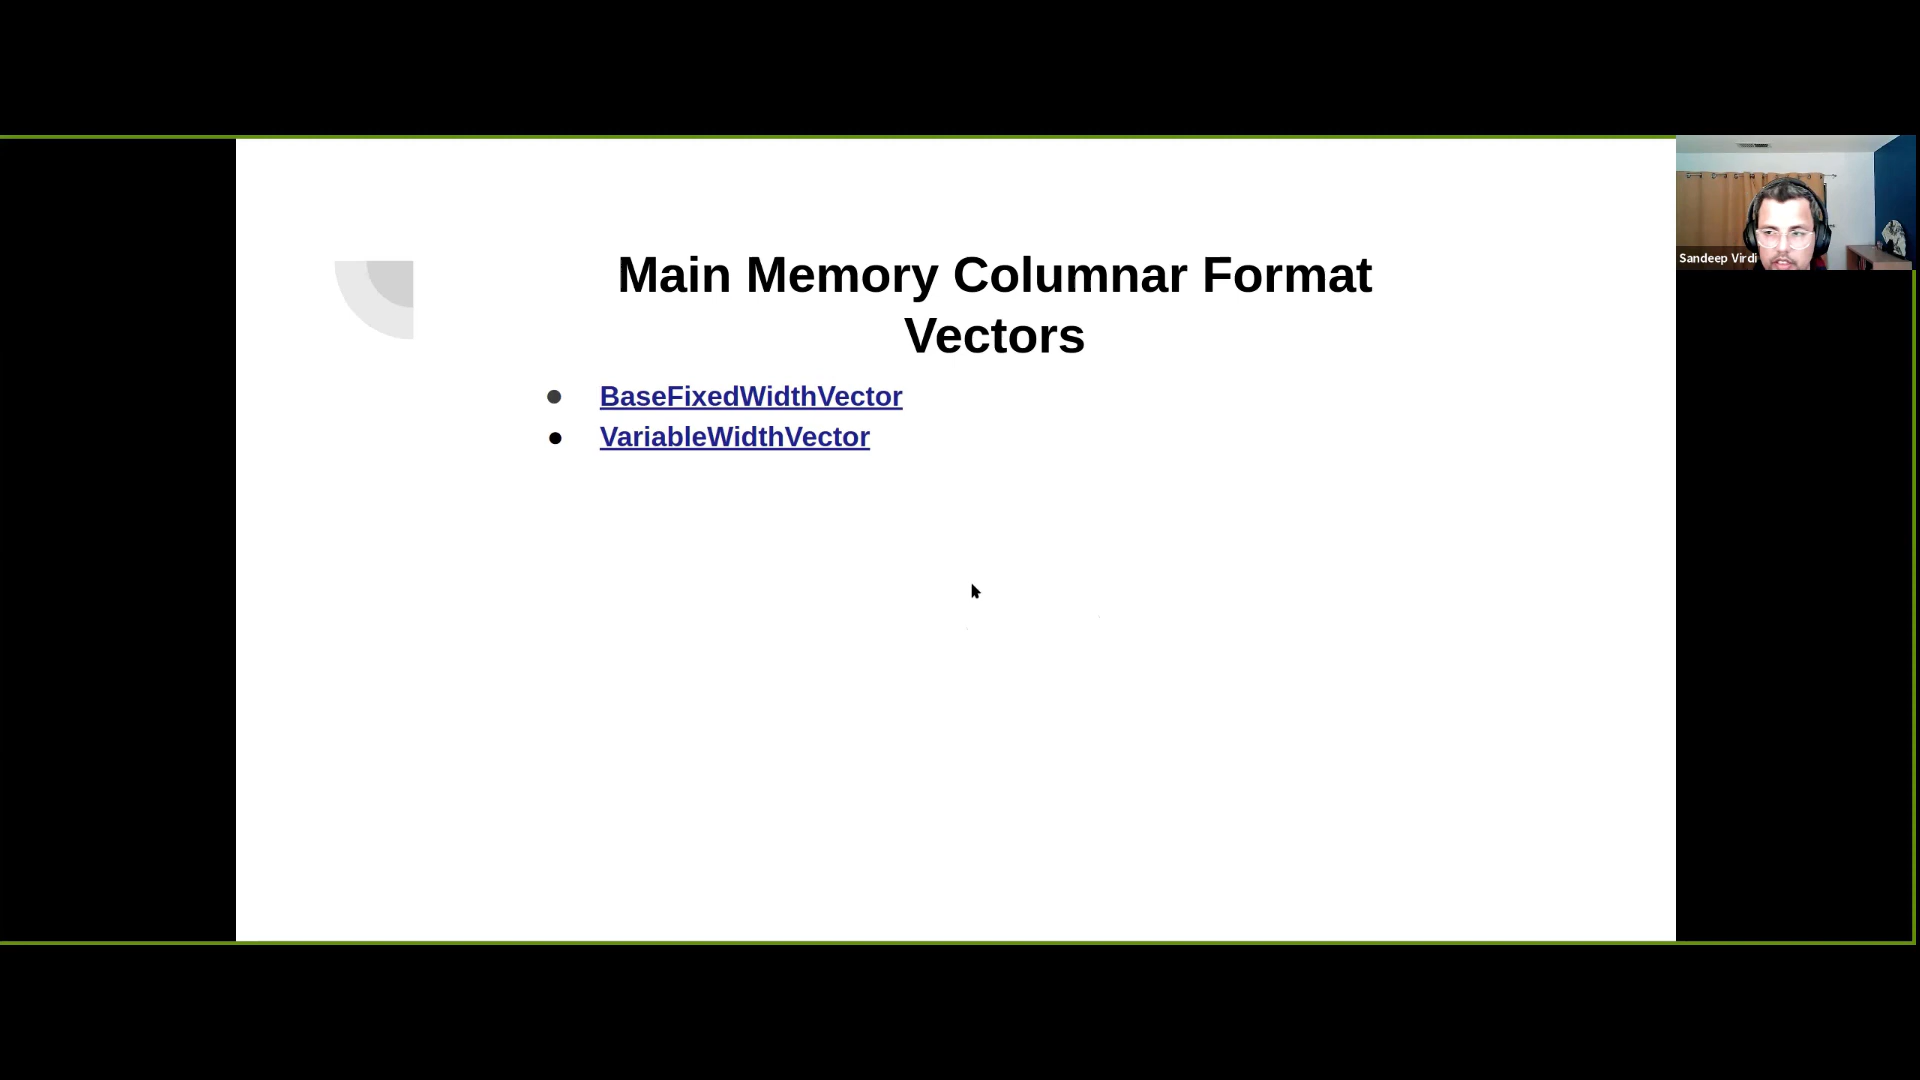 Main Memory Columnar Format
Vectors
● BaseFixedWidthVector
● VariableWidthVector
Sandeep Virdi